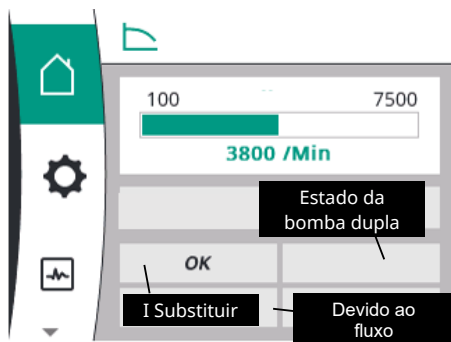 100 7500
3800 /Min
Estado da
bomba dupla
OK
I Substituir
Devido ao
fluxo